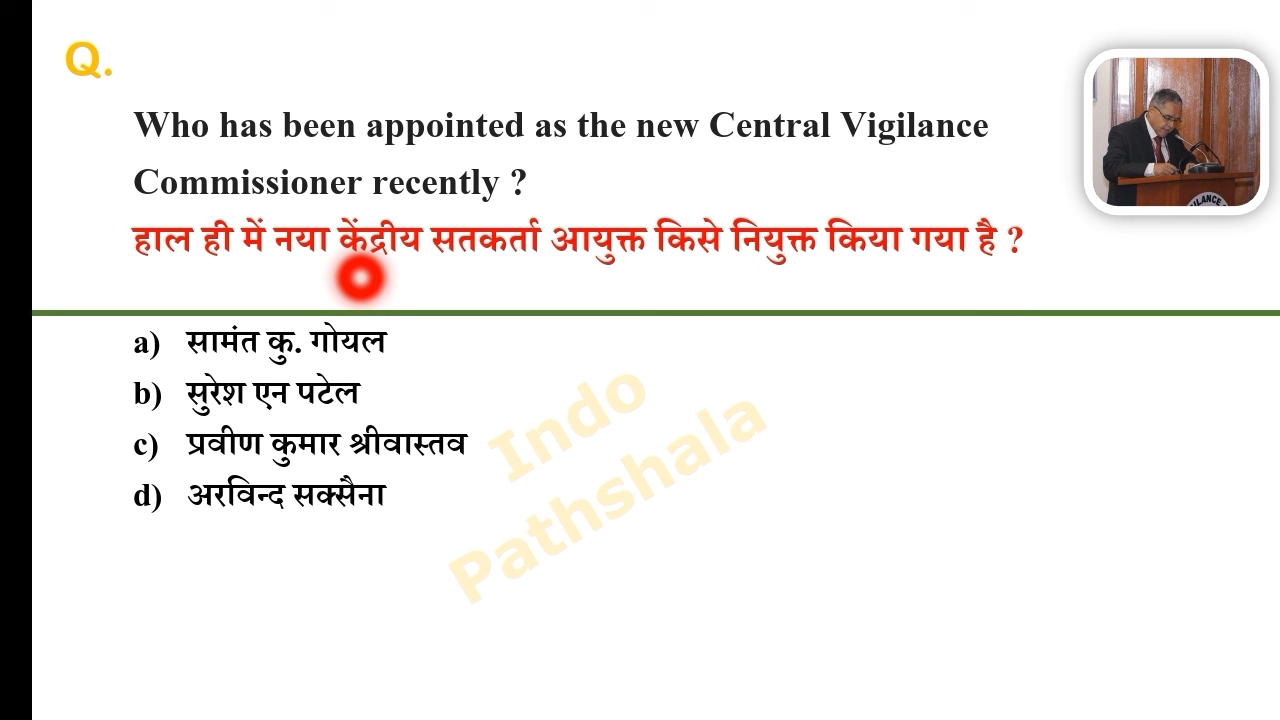 Q.
Who has been appointed as the new Central Vigilance
Commissioner recently ?
हाल ही में नया केंद्रीय सतकर्ता आयुक्त किसे नियुक्त किया गया है ?
a) सामंत कु. गोयल
b) सुरेश एन पटेल
c) प्रवीण कुमार श्रीवास्तव
d) अरविन्द सक्सैना
Indo
Pathshala